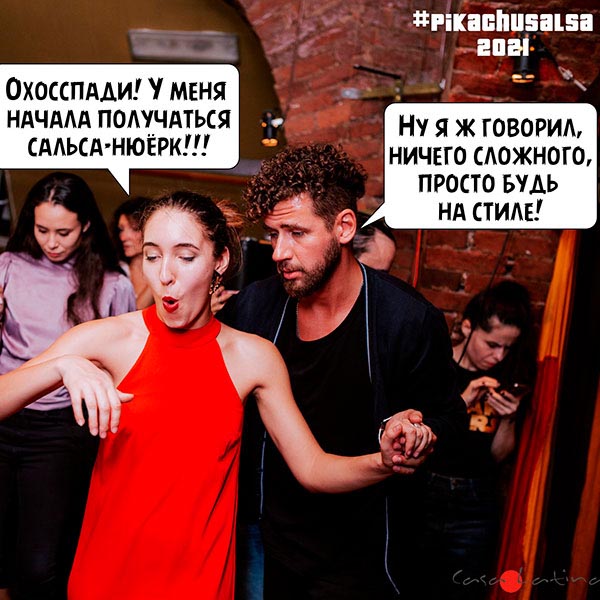 #PIKACHUSALSA
2021
ОХОССПАДИ! У МЕНЯ
НАЧАЛА ПОЛУЧАТЬСЯ
САЛЬСА-НЮЁРК!!!
НУ Я Ж ГОВОРИЛ,
НИЧЕГО СЛОЖНОГО,
ПРОСТО БУДЬ
НА СТИЛЕ!
Casa Latina